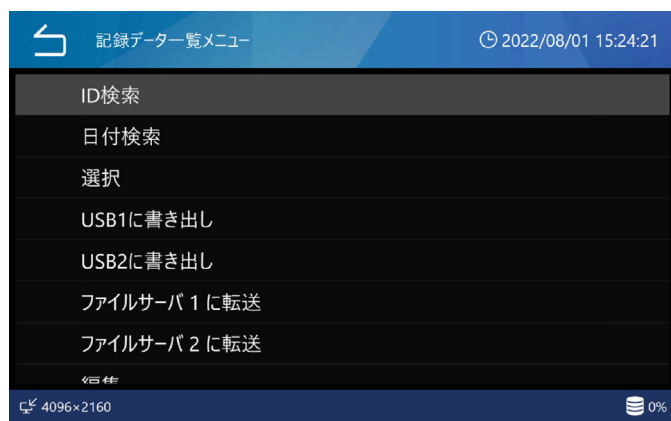 記録データ一覧メニュー
2022/08/01 15:24:21
ID検索
日付検索
選択
USB1に書き出し
USB2に書き出し
ファイルサーバ 1 に転送
ファイルサーバ 2 に転送
編集
4096×2160
0%